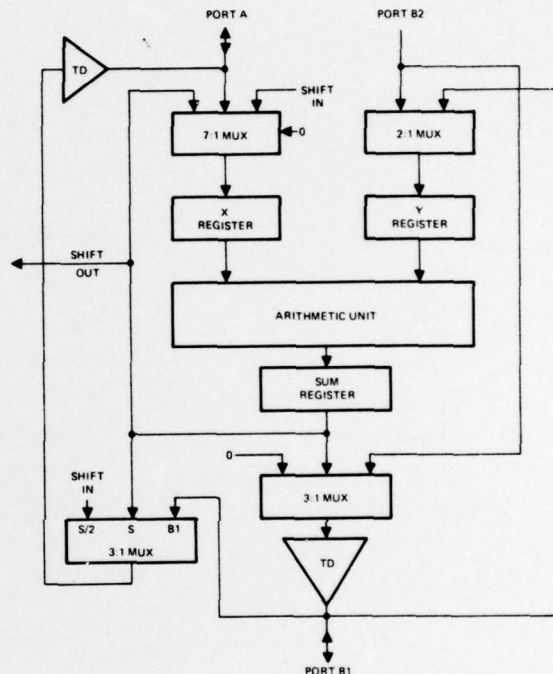 PORT A
PORT B2
TD
SHIFT
IN
7:1 MUX
0
2:1 MUX
X
REGISTER
Y
REGISTER
SHIFT
OUT
ARITHMETIC UNIT
SUM
REGISTER
0
SHIFT
IN
3:1 MUX
S/2 S B1
3:1 MUX
TD
PORT B1